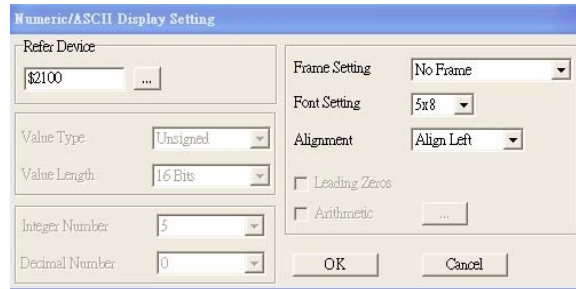 Numeric/ASCII Display Setting
Refer Device
$2100
...
Value Type
Unsigned
Value Length
16 Bits
Integer Number
5
Decimal Number
0
Frame Setting
No Frame
Font Setting
5x8
Alignment
Align Left
Leading Zeros
Arithmetic
...
OK
Cancel